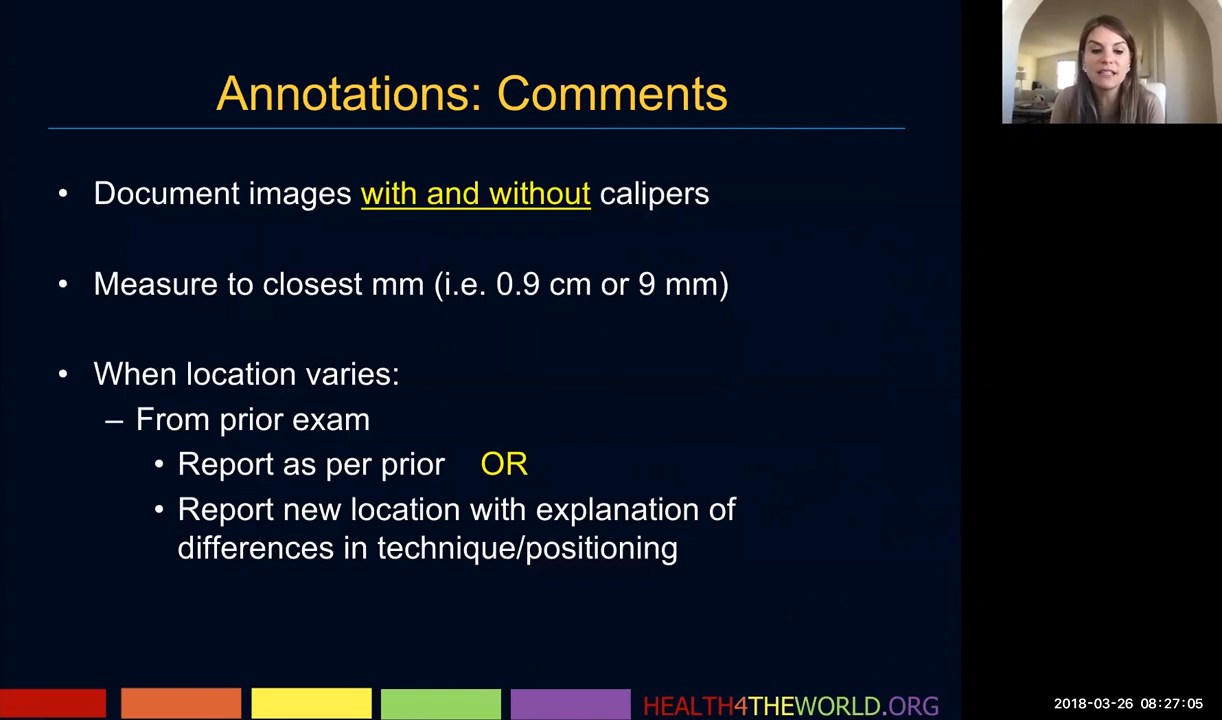 Annotations: Comments
• Document images with and without calipers
• Measure to closest mm (i.e. 0.9 cm or 9 mm)
• When location varies:
– From prior exam
• Report as per prior OR
• Report new location with explanation of
differences in technique/positioning
HEALTH4THEWORLD.ORG
2018-03-26 08:27:05